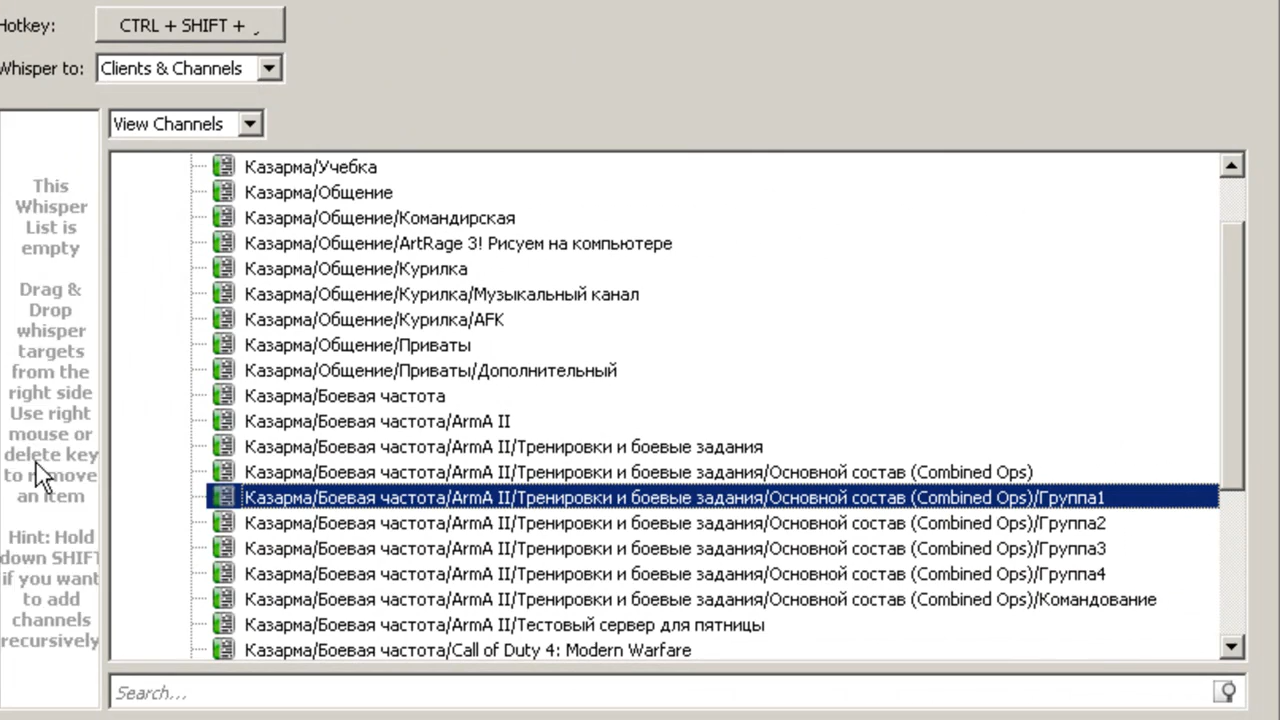 Hotkey:
CTRL + SHIFT + ,
Whisper to:
Clients & Channels
View Channels
This
Whisper
List is
empty
Drag &
Drop
whisper
targets
from the
right side
Use right
mouse or
delete key
to remove
an item
Hint: Hold
down SHIFT
if you want
to add
channels
recursively
Казарма/Учебка
Казарма/Общение
Казарма/Общение/Командирская
Казарма/Общение/ArtRage 3! Рисуем на компьютере
Казарма/Общение/Курилка
Казарма/Общение/Курилка/Музыкальный канал
Казарма/Общение/Курилка/AFK
Казарма/Общение/Приваты
Казарма/Общение/Приваты/Дополнительный
Казарма/Боевая частота
Казарма/Боевая частота/ArmA II
Казарма/Боевая частота/ArmA II/Тренировки и боевые задания
Казарма/Боевая частота/ArmA II/Тренировки и боевые задания/Основной состав (Combined Ops)
Казарма/Боевая частота/ArmA II/Тренировки и боевые задания/Основной состав (Combined Ops)/Группа1
Казарма/Боевая частота/ArmA II/Тренировки и боевые задания/Основной состав (Combined Ops)/Группа2
Казарма/Боевая частота/ArmA II/Тренировки и боевые задания/Основной состав (Combined Ops)/Группа3
Казарма/Боевая частота/ArmA II/Тренировки и боевые задания/Основной состав (Combined Ops)/Группа4
Казарма/Боевая частота/ArmA II/Тренировки и боевые задания/Основной состав (Combined Ops)/Командование
Казарма/Боевая частота/ArmA II/Тестовый сервер для пятницы
Казарма/Боевая частота/Call of Duty 4: Modern Warfare
Search...